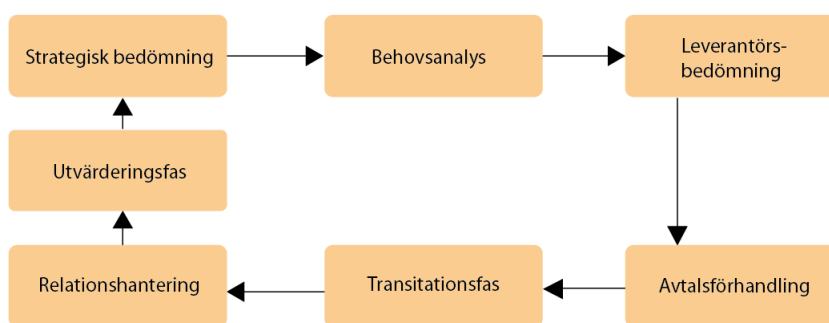 Strategisk bedömning
Behovsanalys
Leverantörs-
bedömning
Utvärderingsfas
Relationshantering
Transitationsfas
Avtalsförhandling